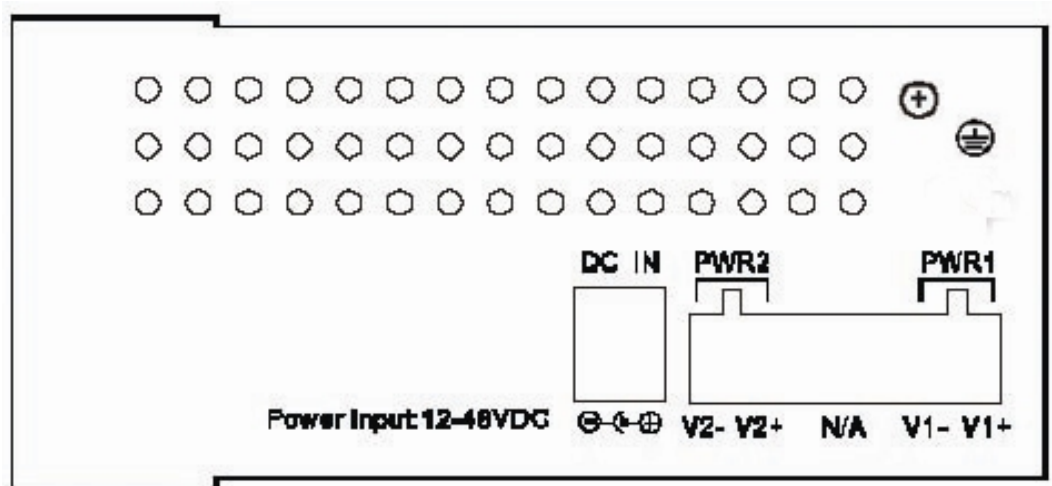 DC IN PWR2 PWR1
Power Input:12-48VDC V2- V2+ N/A V1- V1+